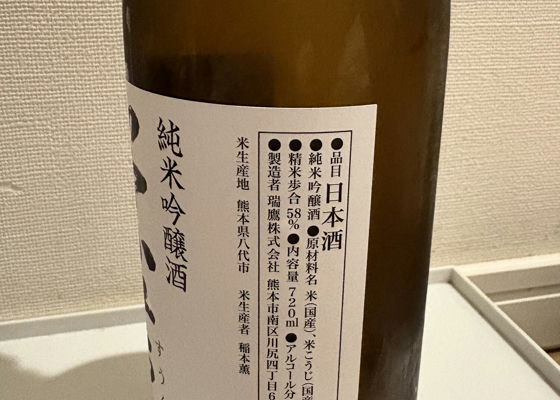 ●品目 日本酒
●純米吟醸酒 ●原材料名 米（国産）、米こうじ（国産
●精米歩合 58% ●内容量 720ml ●アルコール分
●製造者 瑞鷹株式会社 熊本市南区川尻四丁目6
米生産地 熊本県八代市 米生産者 稲本薫
純米吟醸酒